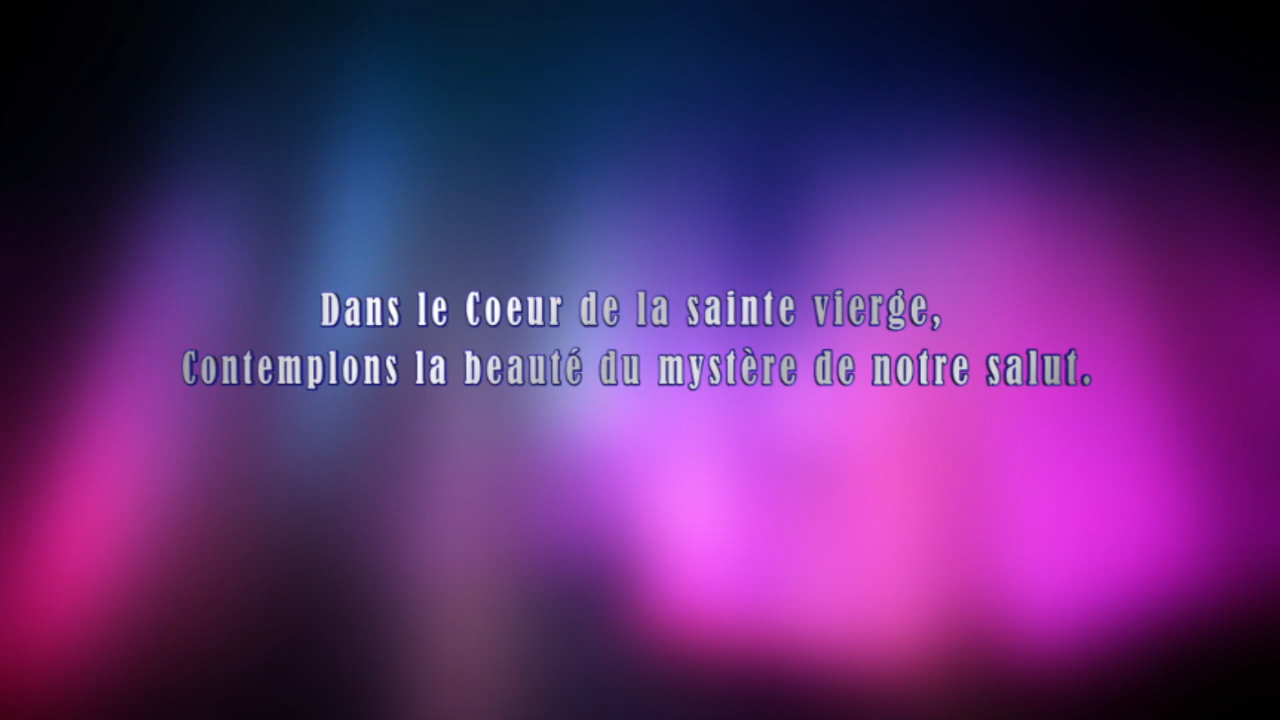 Dans le Coeur de la sainte vierge,
Contemplons la beauté du mystère de notre salut.